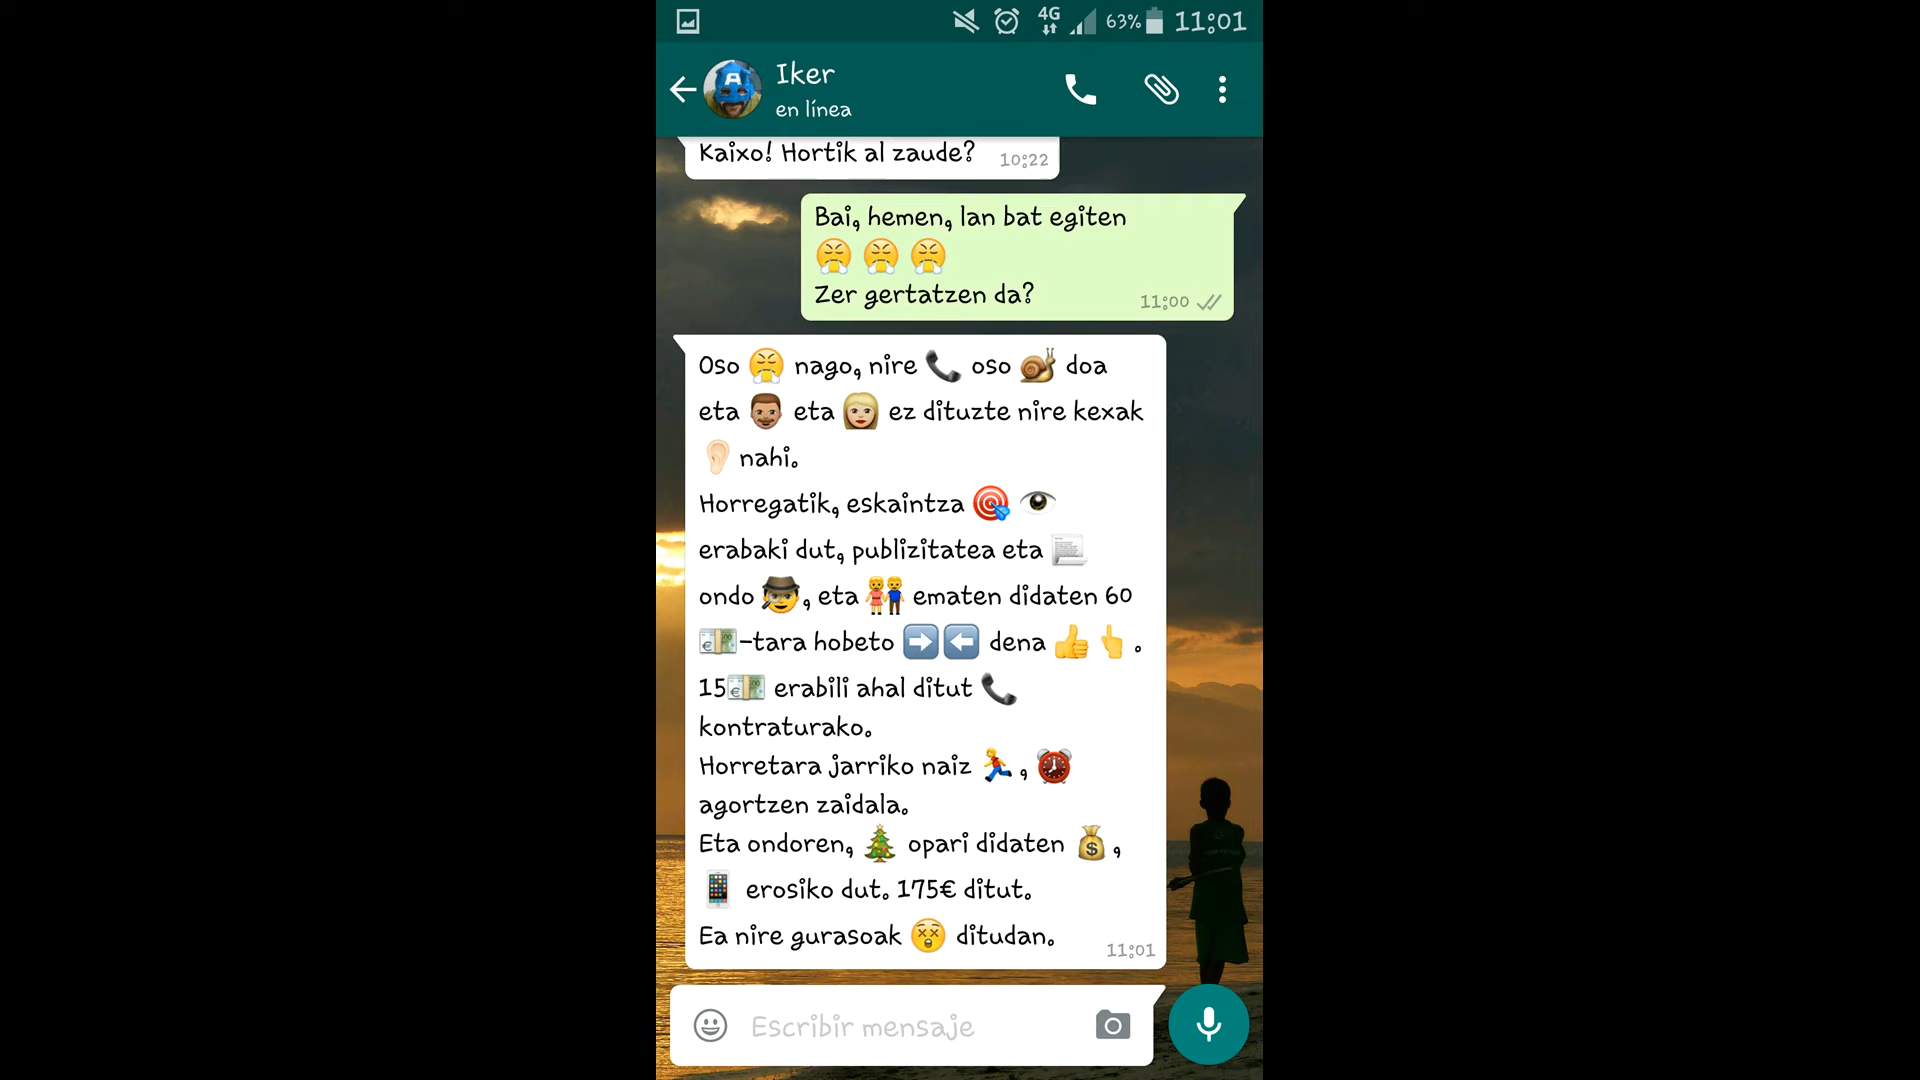 4G 63% 11:01
Iker
en línea
Kaixo! Hortik al zaude? 10:22
Bai, hemen, lan bat egiten
😤 😤 😤
Zer gertatzen da? 11:00
Oso 😤 nago, nire 📞 oso 🐌 doa
eta 👨🏽 eta 👩🏼 ez dituzte nire kexak
👂🏻 nahi.
Horregatik, eskaintza 🎯 👁
erabaki dut, publizitatea eta 📃
ondo 🕵, eta 👫 ematen didaten 60
💶-tara hobeto ➡⬅ dena 👍👆.
15💶 erabili ahal ditut 📞
kontraturako.
Horretara jarriko naiz 🏃, ⏰
agortzen zaidala.
Eta ondoren, 🎄 opari didaten 💰,
📱 erosiko dut. 175€ ditut.
Ea nire gurasoak 😲 ditudan. 11:01
Escribir mensaje